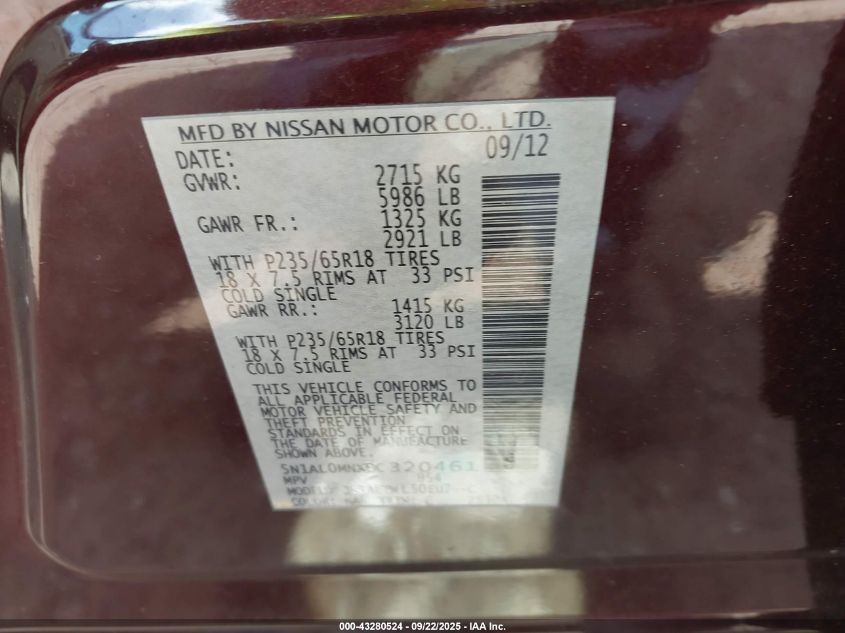 MFD BY NISSAN MOTOR CO., LTD.
DATE: 09/12
GVWR: 2715 KG
5986 LB
GAWR FR.: 1325 KG
2921 LB
WITH P235/65R18 TIRES
18 X 7.5 RIMS AT 33 PSI
COLD SINGLE
GAWR RR.: 1415 KG
3120 LB
WITH P235/65R18 TIRES
18 X 7.5 RIMS AT 33 PSI
COLD SINGLE
THIS VEHICLE CONFORMS TO
ALL APPLICABLE FEDERAL
MOTOR VEHICLE SAFETY AND
THEFT PREVENTION
STANDARDS IN EFFECT ON
THE DATE OF MANUFACTURE
SHOWN ABOVE.
5N1AL0MNXDC320461
MPV
MODEL:
COLOR:
000-43280524 - 09/22/2025 - IAA Inc.